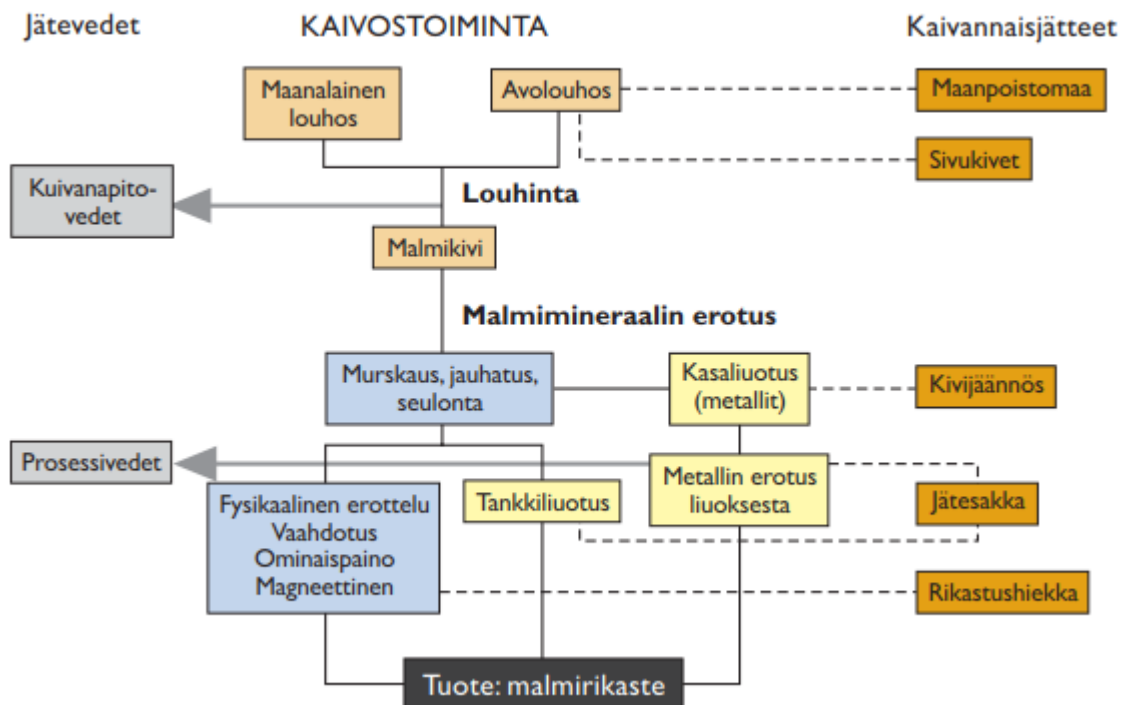 Jätevedet
KAIVOSTOIMINTA
Kaivannaisjätteet
Maanalainen
louhos
Avolouhos
Maanpoistomaa
Sivukivet
Kuivanapito-
vedet
Louhinta
Malmikivi
Malmimineraalin erotus
Murskaus, jauhatus,
seulonta
Kasaliuotus
(metallit)
Kivijäännös
Prosessivedet
Fysikaalinen erottelu
Vaahdotus
Ominaispaino
Magneettinen
Tankkiliuotus
Metallin erotus
liuoksesta
Jätesakka
Rikastushiekka
Tuote: malmirikaste